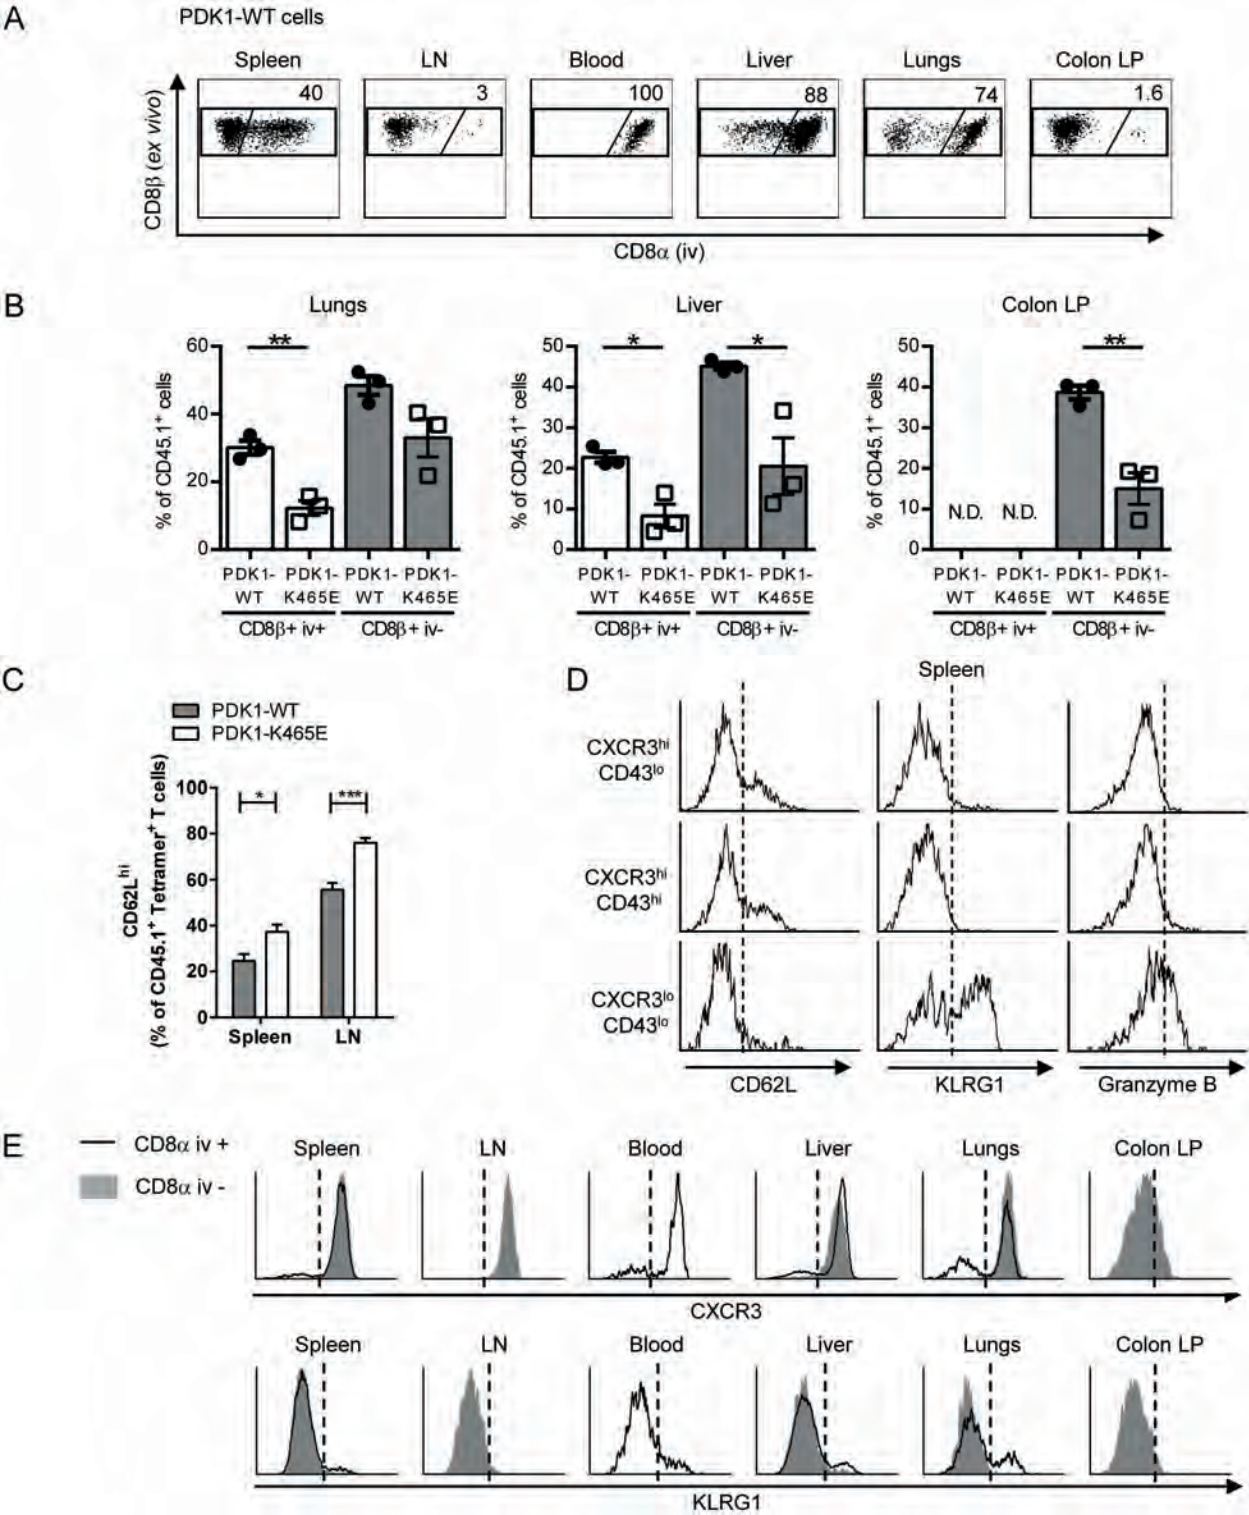 A
PDK1-WT cells
Spleen LN Blood Liver Lungs Colon LP
40 3 100 88 74 1.6
CD8β (ex vivo)
CD8α (iv)
B
Lungs Liver Colon LP
% of CD45.1⁺ cells
60
40
20
0
** 
PDK1-WT PDK1-K465E PDK1-WT PDK1-K465E
CD8β+ iv+ CD8β+ iv-
% of CD45.1⁺ cells
50
40
30
20
10
0
* *
PDK1-WT PDK1-K465E PDK1-WT PDK1-K465E
CD8β+ iv+ CD8β+ iv-
% of CD45.1⁺ cells
50
40
30
20
10
0
N.D. N.D. **
PDK1-WT PDK1-K465E PDK1-WT PDK1-K465E
CD8β+ iv+ CD8β+ iv-
C
PDK1-WT
PDK1-K465E
CD62Lʰⁱ
(% of CD45.1⁺ Tetramer⁺ T cells)
100
80
60
40
20
0
* ***
Spleen LN
D
Spleen
CXCR3ʰⁱ
CD43ˡᵒ
CXCR3ʰⁱ
CD43ʰⁱ
CXCR3ˡᵒ
CD43ˡᵒ
CD62L KLRG1 Granzyme B
E
CD8α iv +
CD8α iv -
Spleen LN Blood Liver Lungs Colon LP
CXCR3
Spleen LN Blood Liver Lungs Colon LP
KLRG1